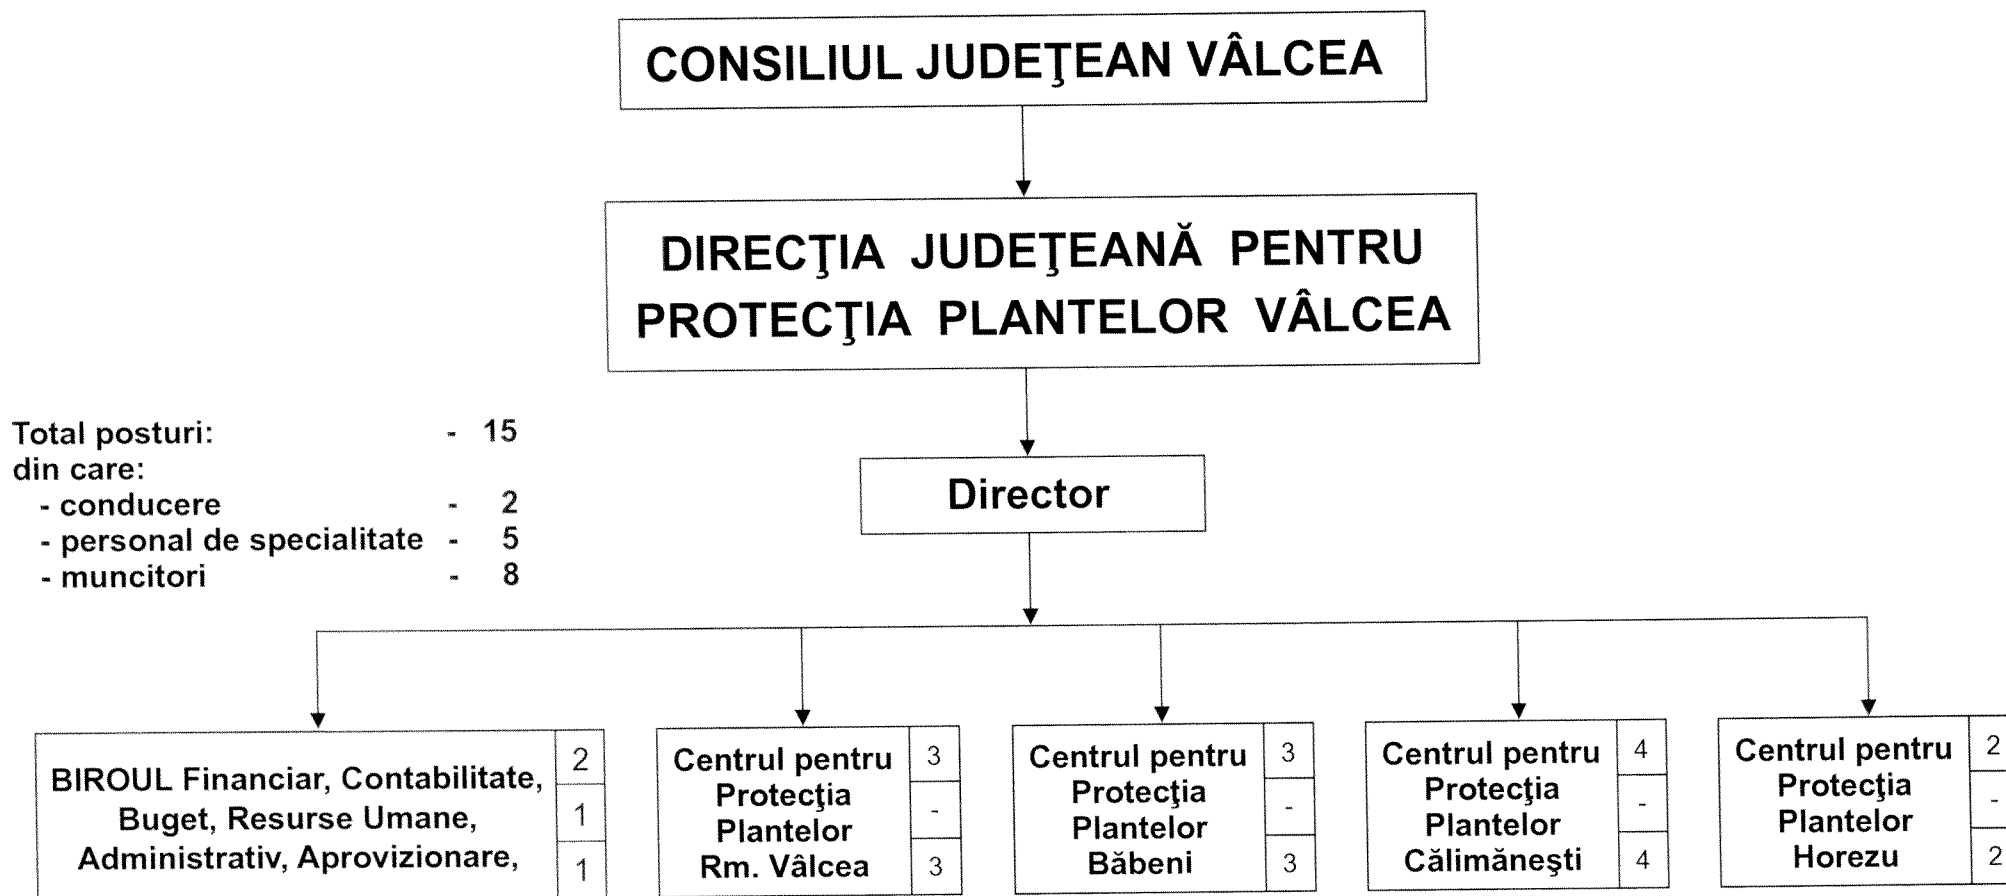 CONSILIUL JUDEŢEAN VÂLCEA
DIRECŢIA JUDEŢEANĂ PENTRU
PROTECŢIA PLANTELOR VÂLCEA
Total posturi: - 15
din care:
- conducere - 2
- personal de specialitate - 5
- muncitori - 8
Director
BIROUL Financiar, Contabilitate,
Buget, Resurse Umane,
Administrativ, Aprovizionare,
2
1
1
Centrul pentru
Protecţia
Plantelor
Rm. Vâlcea
3
-
3
Centrul pentru
Protecţia
Plantelor
Băbeni
3
-
3
Centrul pentru
Protecţia
Plantelor
Călimăneşti
4
-
4
Centrul pentru
Protecţia
Plantelor
Horezu
2
-
2